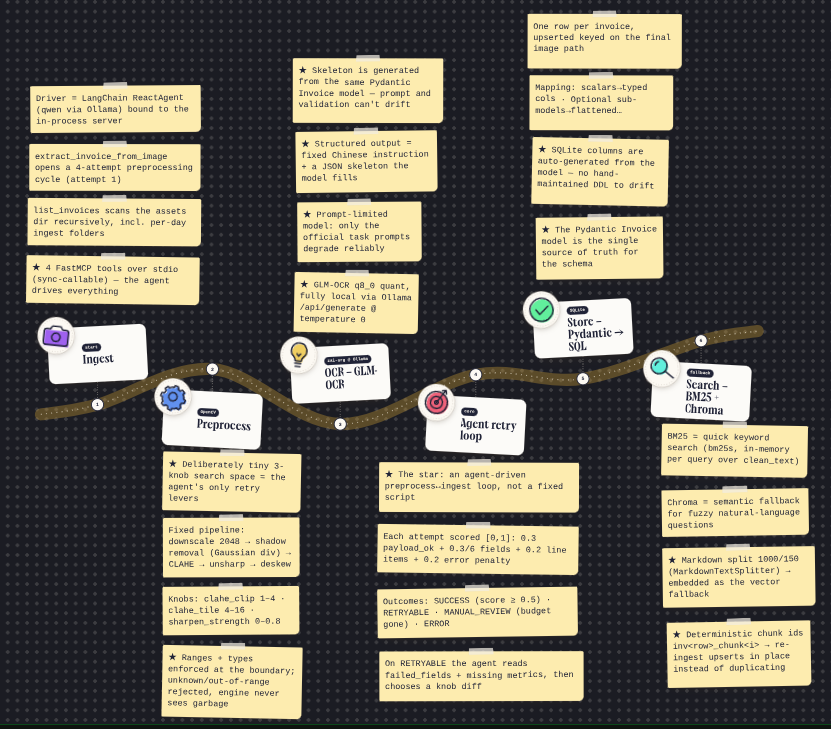 Driver = LangChain ReactAgent
(qwen via Ollama) bound to the
in-process server
extract_invoice_from_image
opens a 4-attempt preprocessing
cycle (attempt 1)
list_invoices scans the assets
dir recursively, incl. per-day
ingest folders
★ 4 FastMCP tools over stdio
(sync-callable) — the agent
drives everything
start
Ingest
1
2
OpenCV
Preprocess
★ Deliberately tiny 3-
knob search space = the
agent's only retry
levers
Fixed pipeline:
downscale 2048 → shadow
removal (Gaussian div) →
CLAHE → unsharp → deskew
Knobs: clahe_clip 1–4 ·
clahe_tile 4–16 ·
sharpen_strength 0–0.8
★ Ranges + types
enforced at the boundary;
unknown/out-of-range
rejected, engine never
sees garbage
★ Skeleton is generated
from the same Pydantic
Invoice model — prompt and
validation can't drift
★ Structured output =
fixed Chinese instruction
+ a JSON skeleton the
model fills
★ Prompt-limited
model: only the
official task prompts
degrade reliably
★ GLM-OCR q8_0 quant,
fully local via Ollama
/api/generate @
temperature 0
zai-org @ Ollama
OCR – GLM-
OCR
3
4
core
Agent retry
loop
★ The star: an agent-driven
preprocess↔ingest loop, not a fixed
script
Each attempt scored [0,1]: 0.3
payload_ok + 0.3/6 fields + 0.2 line
items + 0.2 error penalty
Outcomes: SUCCESS (score ≥ 0.5) ·
RETRYABLE · MANUAL_REVIEW (budget
gone) · ERROR
On RETRYABLE the agent reads
failed_fields + missing metrics, then
chooses a knob diff
One row per invoice,
upserted keyed on the final
image path
Mapping: scalars→typed
cols · Optional sub-
models→flattened…
★ SQLite columns are
auto-generated from the
model — no hand-
maintained DDL to drift
★ The Pydantic Invoice
model is the single
source of truth for
the schema
SQLite
Store –
Pydantic →
SQL
5
6
fallback
Search –
BM25 +
Chroma
BM25 = quick keyword
search (bm25s, in-memory
per query over clean_text)
Chroma = semantic fallback
for fuzzy natural-language
questions
★ Markdown split 1000/150
(MarkdownTextSplitter) →
embedded as the vector
fallback
★ Deterministic chunk ids
inv<row>_chunk<i> → re-
ingest upserts in place
instead of duplicating